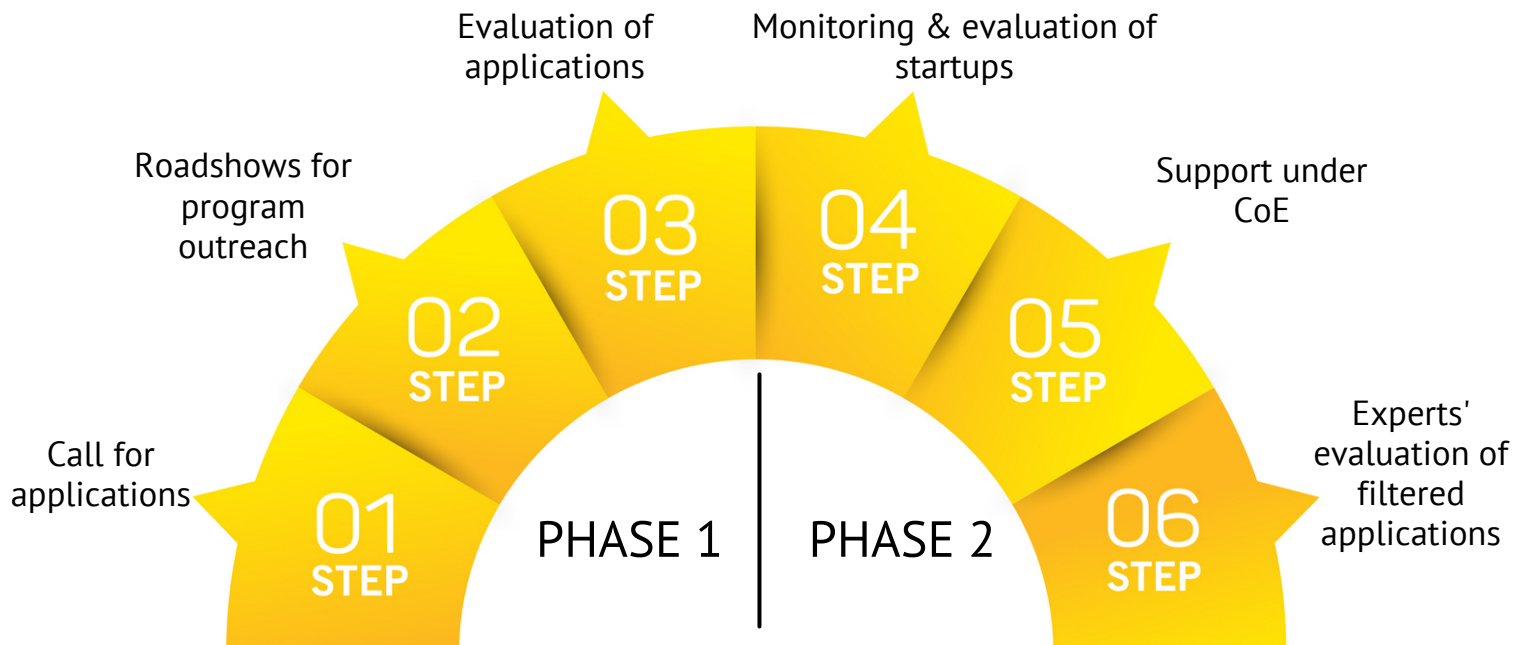 Call for
applications
01
STEP
Roadshows for
program
outreach
02
STEP
Evaluation of
applications
03
STEP
Monitoring & evaluation of
startups
04
STEP
Support under
CoE
05
STEP
Experts'
evaluation of
filtered
applications
06
STEP
PHASE 1
PHASE 2